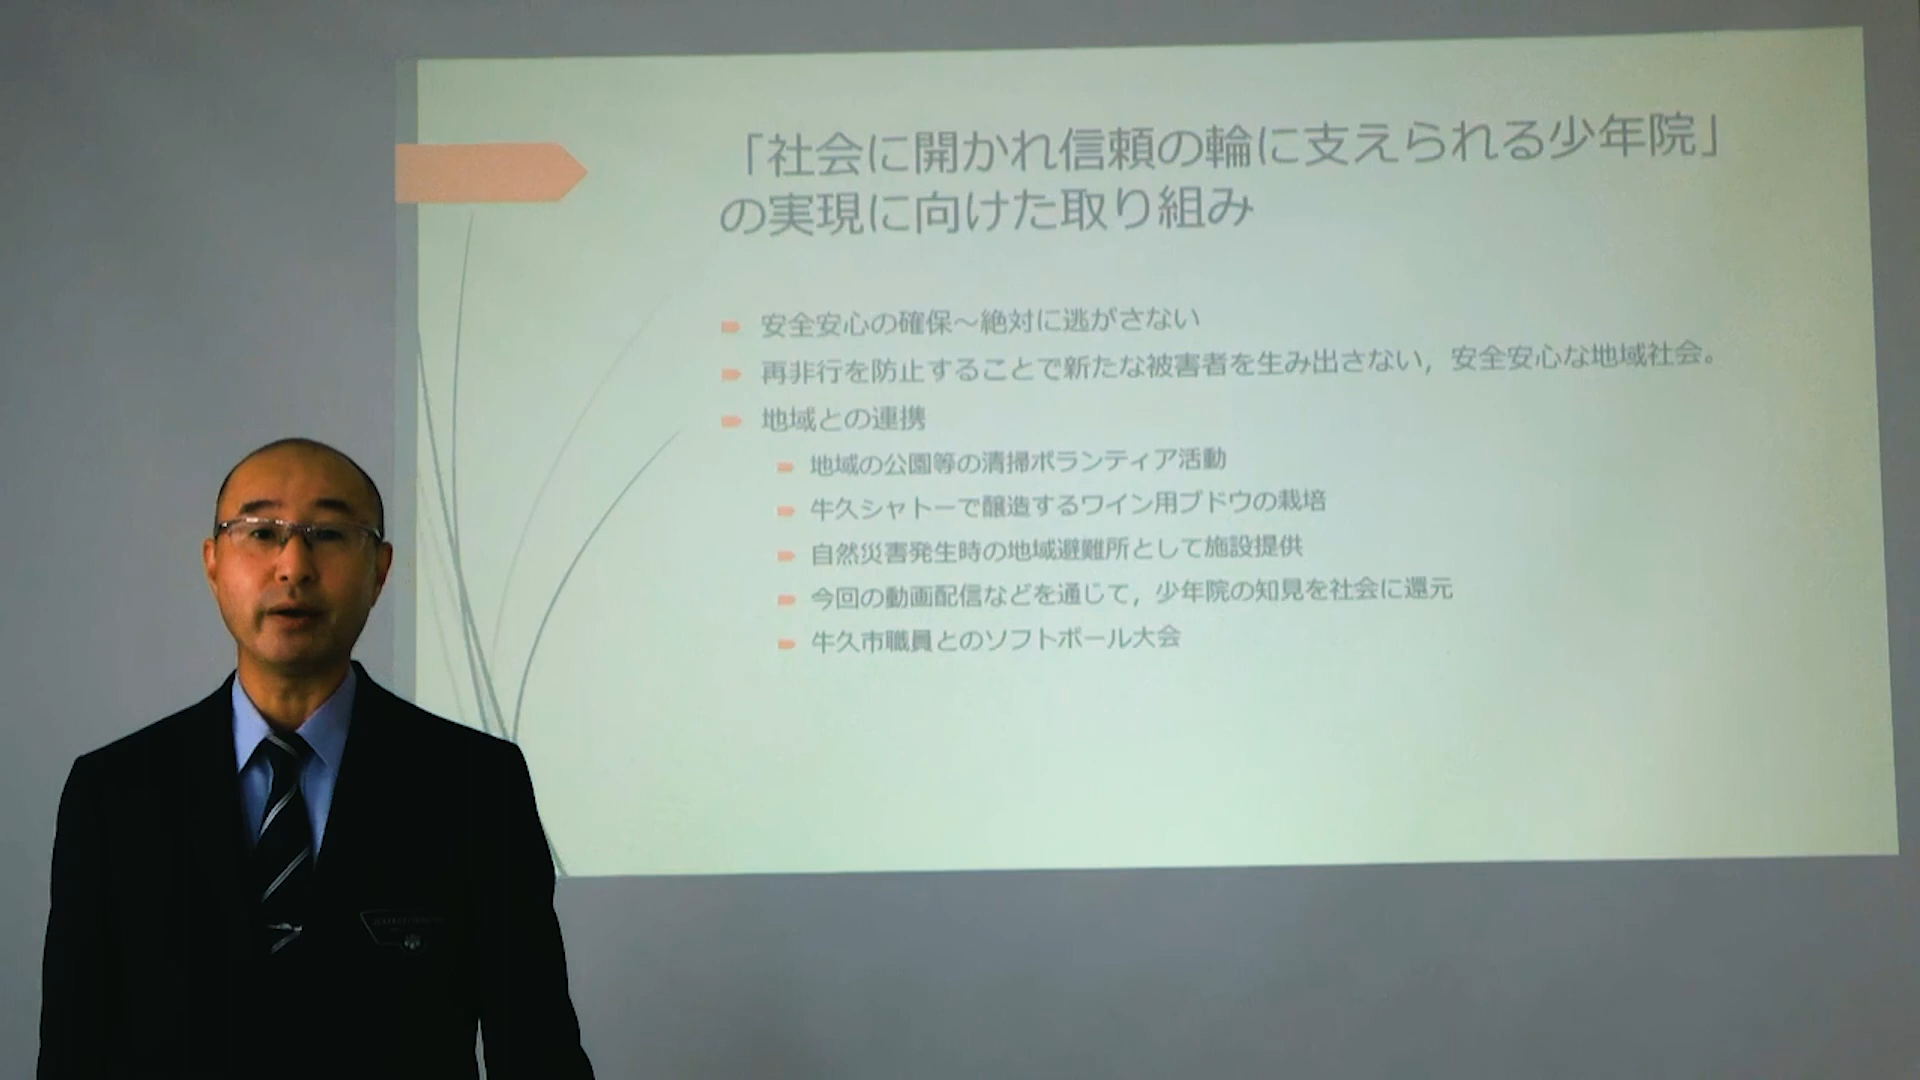 「社会に開かれ信頼の輪に支えられる少年院」
の実現に向けた取り組み
安全安心の確保～絶対に逃がさない
再非行を防止することで新たな被害者を生み出さない，安全安心な地域社会。
地域との連携
地域の公園等の清掃ボランティア活動
牛久シャトーで醸造するワイン用ブドウの栽培
自然災害発生時の地域避難所として施設提供
今回の動画配信などを通じて，少年院の知見を社会に還元
牛久市職員とのソフトボール大会